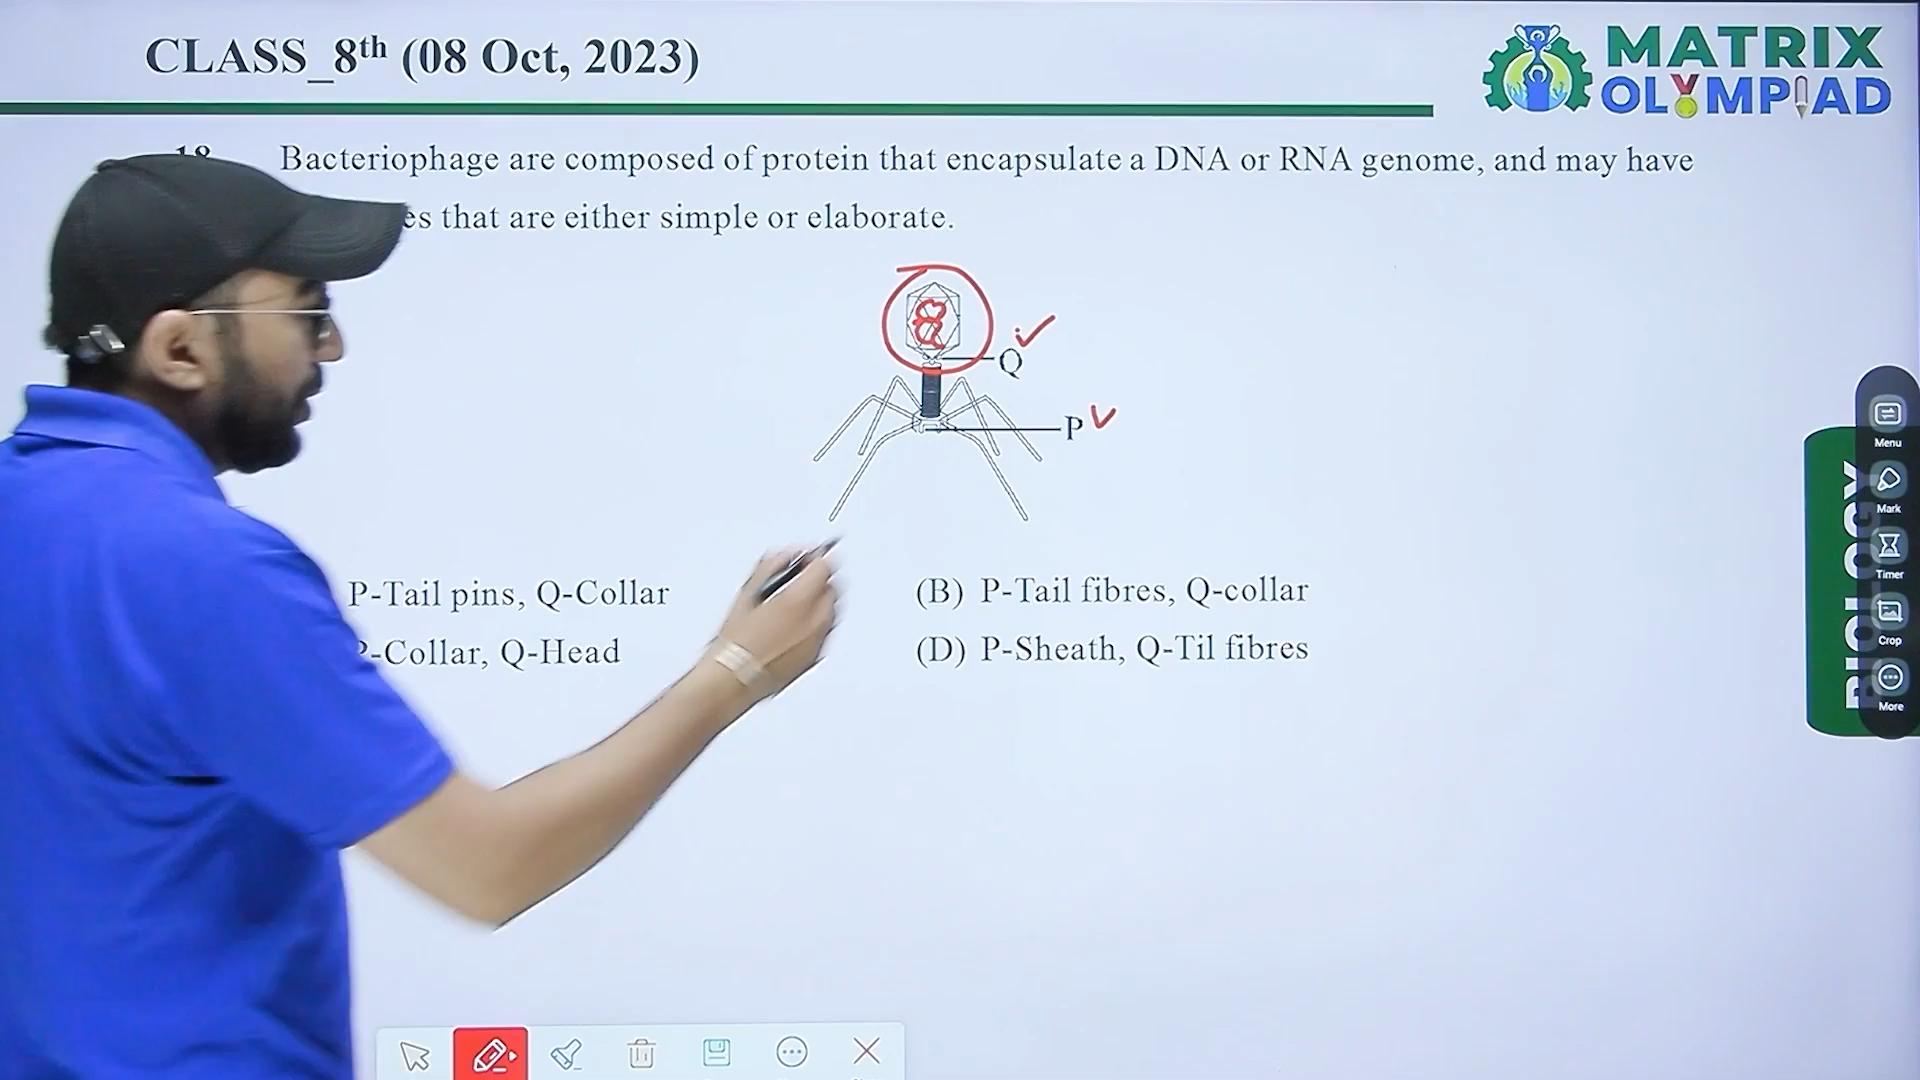 CLASS_8th (08 Oct, 2023)
MATRIX
OLYMPIAD
18 Bacteriophage are composed of protein that encapsulate a DNA or RNA genome, and may have
that are either simple or elaborate.
Q
P
P-Tail pins, Q-Collar
(B) P-Tail fibres, Q-collar
P-Collar, Q-Head
(D) P-Sheath, Q-Til fibres
BIOLOGY
Menu
Mark
Timer
Crop
More